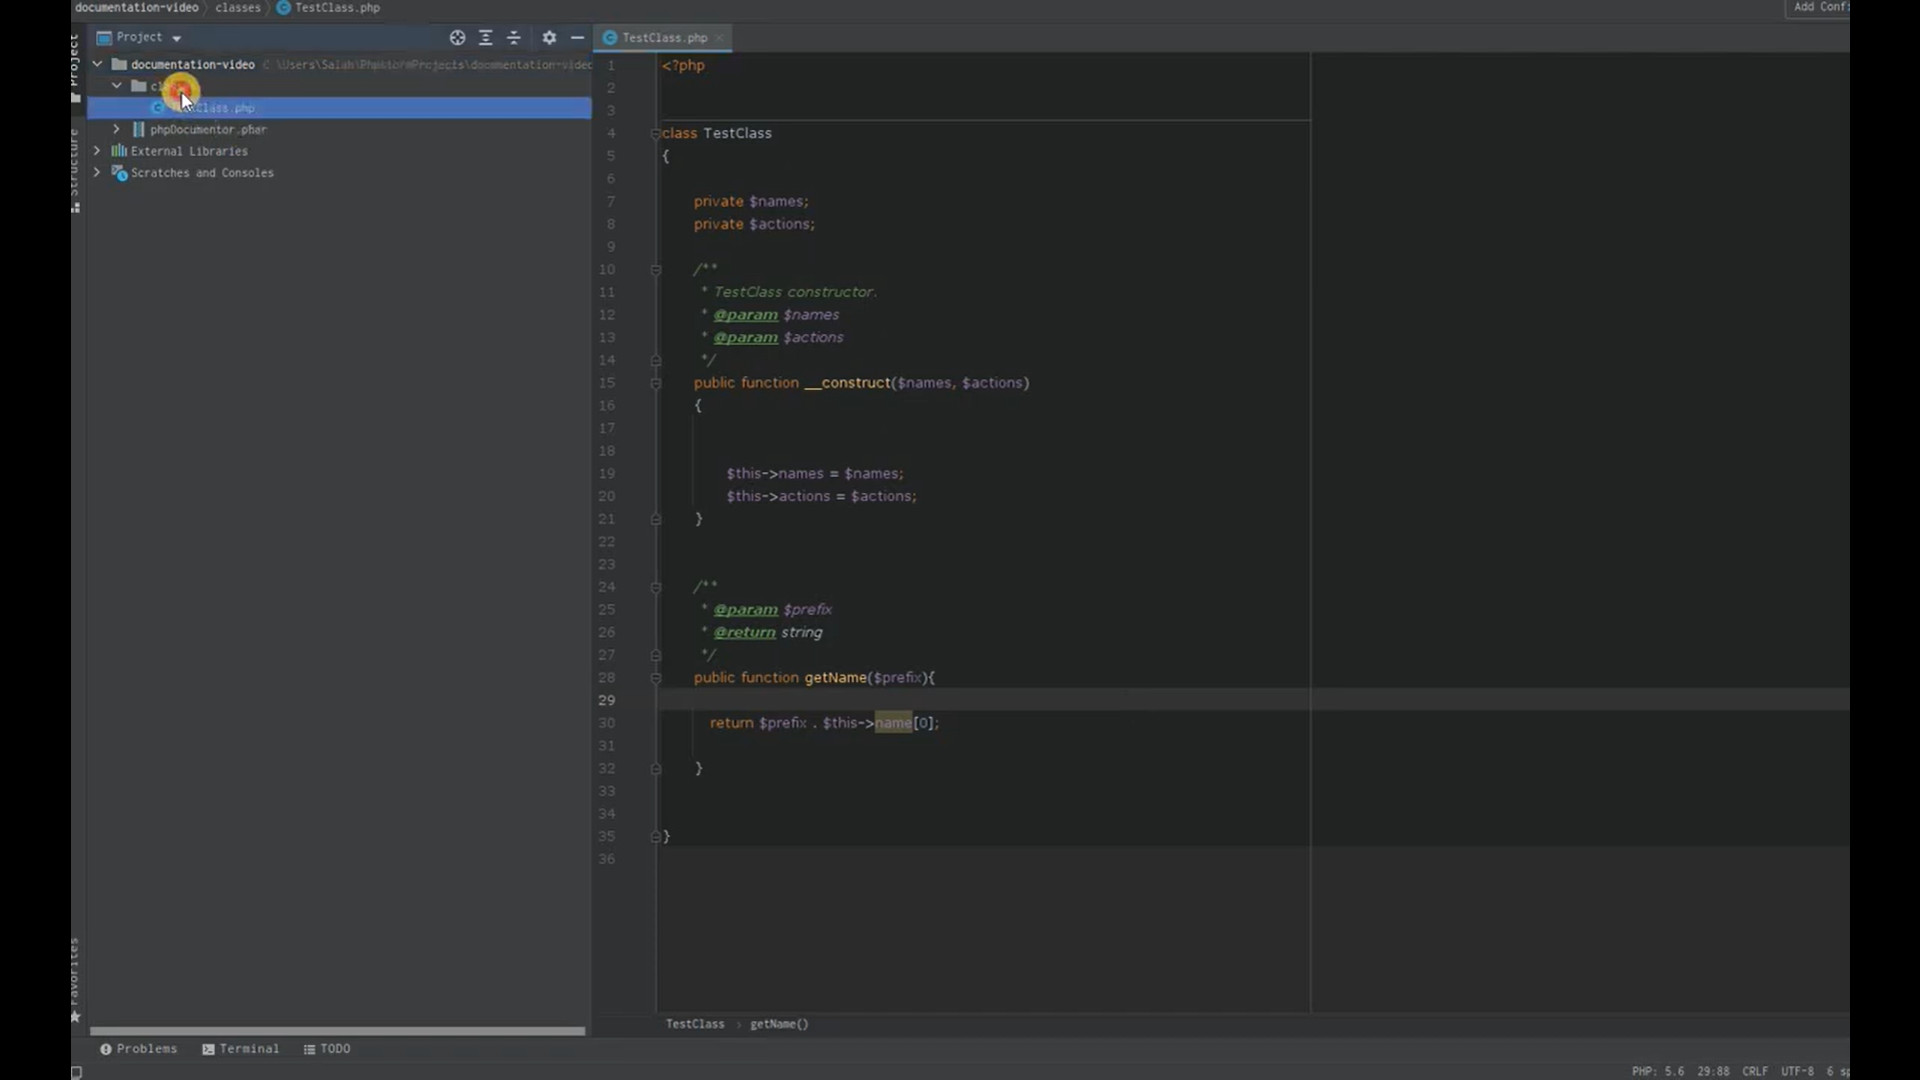 documentation-video classes TestClass.php
Add Conf
Project
Project
TestClass.php
documentation-video C:\Users\Salah\PhpstormProjects\documentation-video
TestClass.php
phpDocumentor.phar
External Libraries
Scratches and Consoles
Structure
Favorites
1 <?php
2
3
4 class TestClass
5 {
6
7 private $names;
8 private $actions;
9
10 /**
11 * TestClass constructor.
12 * @param $names
13 * @param $actions
14 */
15 public function __construct($names, $actions)
16 {
17
18
19 $this->names = $names;
20 $this->actions = $actions;
21 }
22
23
24 /**
25 * @param $prefix
26 * @return string
27 */
28 public function getName($prefix){
29
30 return $prefix . $this->name[0];
31
32 }
33
34
35 }
36
TestClass > getName()
Problems Terminal TODO
PHP: 5.6 29:88 CRLF UTF-8 6 sp